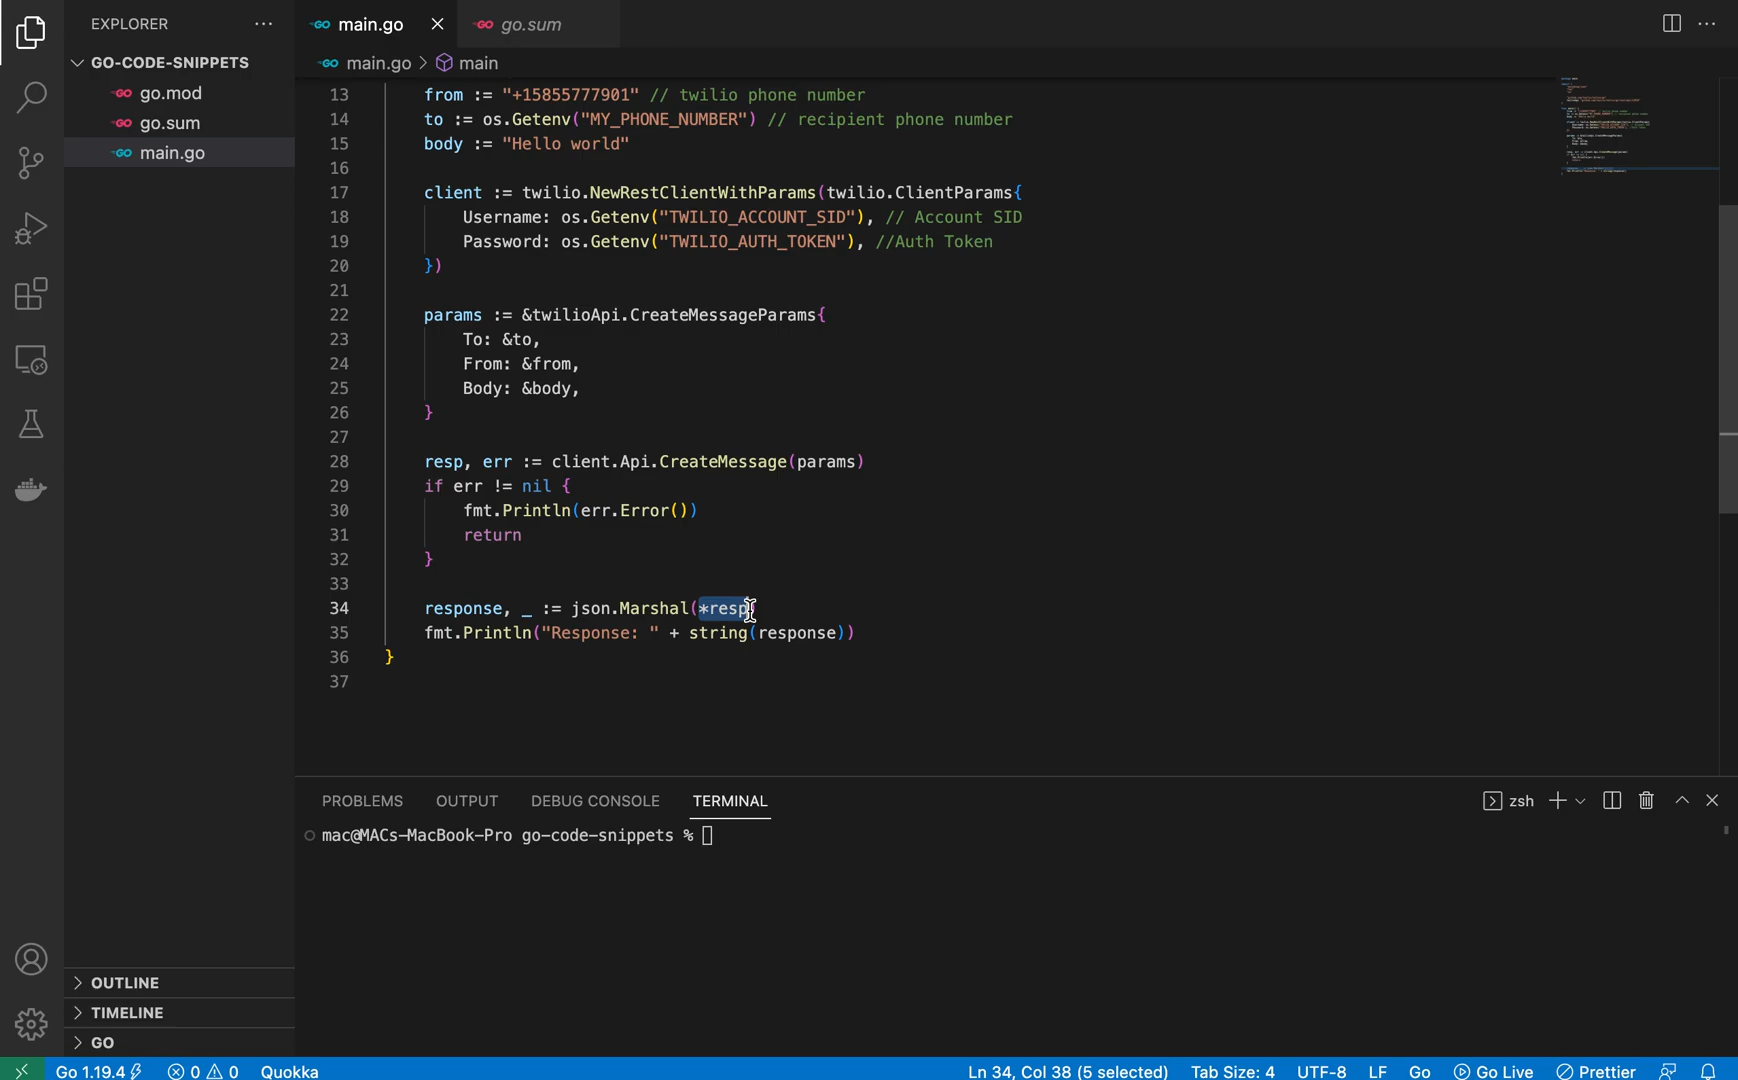 EXPLORER ···
main.go
go.sum
GO-CODE-SNIPPETS
main.go > main
go.mod
go.sum
main.go
13 from := "+15855777901" // twilio phone number
14 to := os.Getenv("MY_PHONE_NUMBER") // recipient phone number
15 body := "Hello world"
16
17 client := twilio.NewRestClientWithParams(twilio.ClientParams{
18 Username: os.Getenv("TWILIO_ACCOUNT_SID"), // Account SID
19 Password: os.Getenv("TWILIO_AUTH_TOKEN"), //Auth Token
20 })
21
22 params := &twilioApi.CreateMessageParams{
23 To: &to,
24 From: &from,
25 Body: &body,
26 }
27
28 resp, err := client.Api.CreateMessage(params)
29 if err != nil {
30 fmt.Println(err.Error())
31 return
32 }
33
34 response, _ := json.Marshal(*resp)
35 fmt.Println("Response: " + string(response))
36 }
37
PROBLEMS OUTPUT DEBUG CONSOLE TERMINAL zsh
mac@MACs-MacBook-Pro go-code-snippets %
OUTLINE
TIMELINE
GO
Go 1.19.4 0 0 Quokka Ln 34, Col 38 (5 selected) Tab Size: 4 UTF-8 LF Go Go Live Prettier